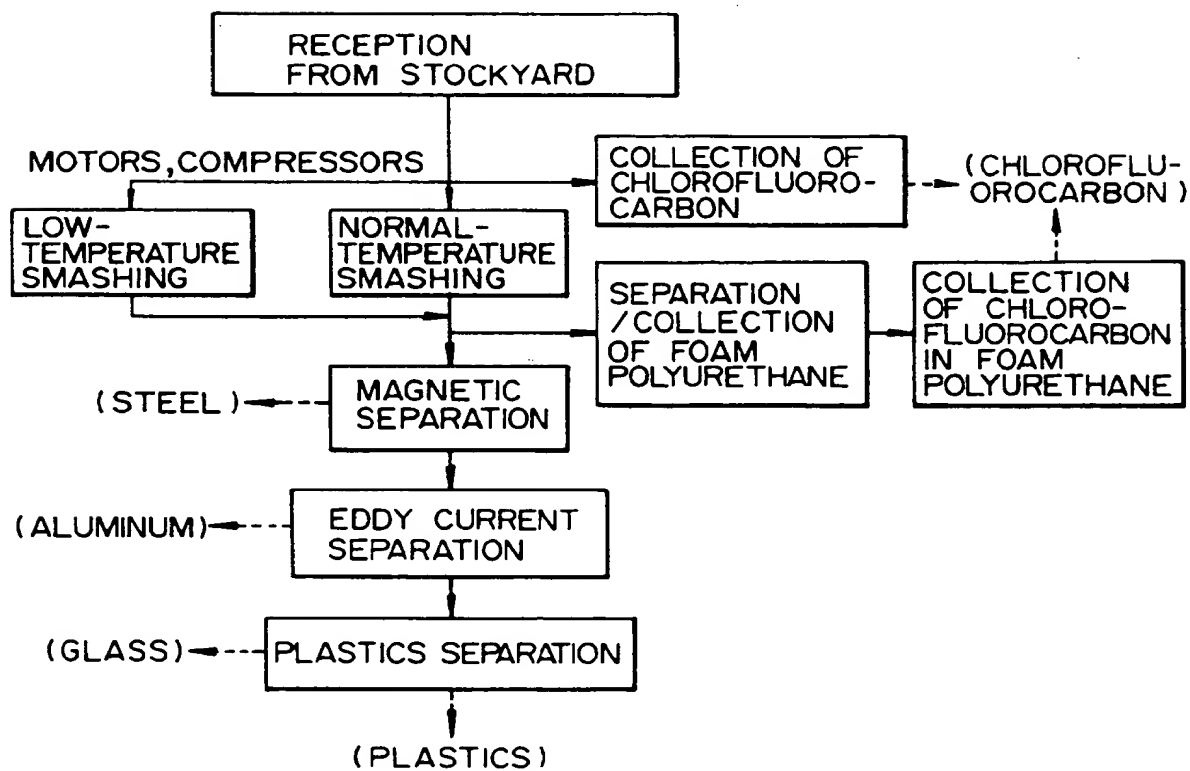 RECEPTION
FROM STOCKYARD
MOTORS, COMPRESSORS
COLLECTION OF
CHLOROFLUORO-
CARBON
(CHLOROFLU-
OROCARBON)
LOW-
TEMPERATURE
SMASHING
NORMAL-
TEMPERATURE
SMASHING
SEPARATION
/COLLECTION
OF FOAM
POLYURETHANE
COLLECTION
OF CHLORO-
FLUOROCARBON
IN FOAM
POLYURETHANE
(STEEL)
MAGNETIC
SEPARATION
(ALUMINUM)
EDDY CURRENT
SEPARATION
(GLASS)
PLASTICS SEPARATION
(PLASTICS)